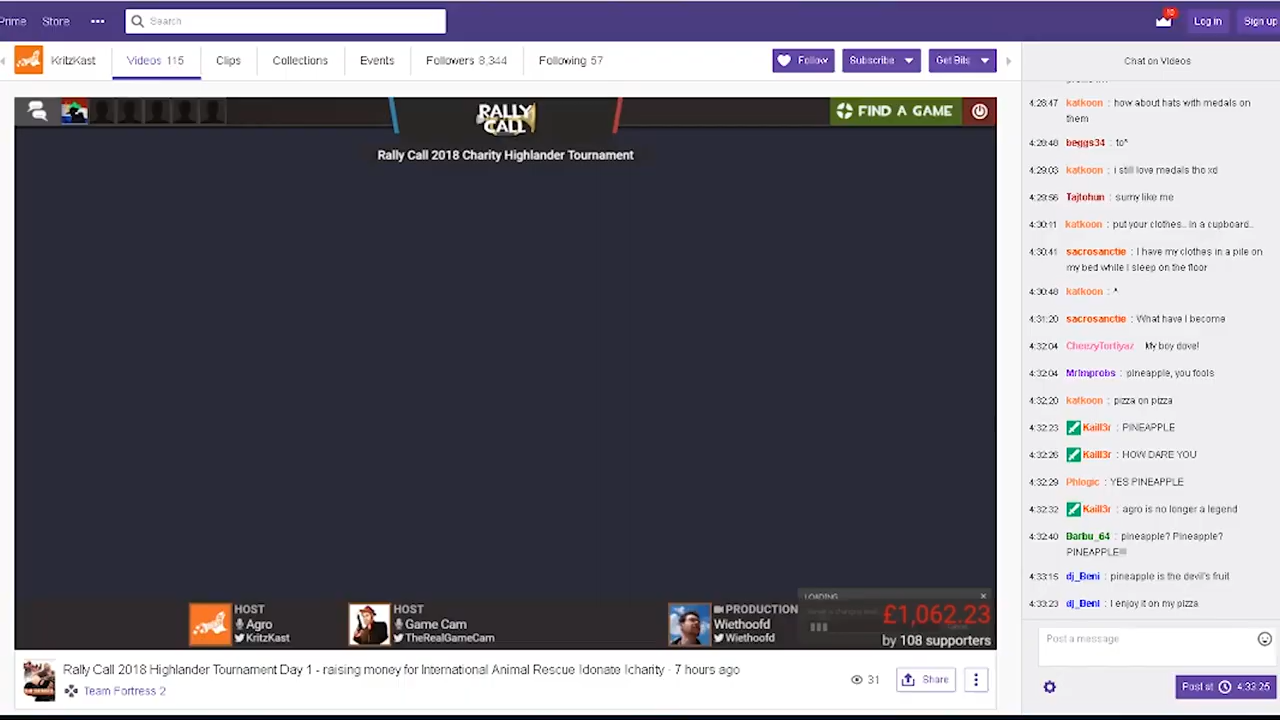 Prime Store ••• Search 10 Log in Sign up
KritzKast Videos 115 Clips Collections Events Followers 8,344 Following 57 Follow Subscribe Get Bits
RALLY CALL
FIND A GAME
Rally Call 2018 Charity Highlander Tournament
HOST
Agro
KritzKast
HOST
Game Cam
TheRealGameCam
PRODUCTION
Wiethoofd
Wiethoofd
LOADING
£1,062.23
by 108 supporters
Rally Call 2018 Highlander Tournament Day 1 - raising money for International Animal Rescue !donate !charity · 7 hours ago
Team Fortress 2
31 Share
Chat on Videos
4:28:47 katkoon : how about hats with medals on
them
4:28:48 beggs34 : to^
4:29:03 katkoon : i still love medals tho xd
4:29:56 Tajtohun : surny like me
4:30:11 katkoon : put your clothes.. in a cupboard..
4:30:41 sacrosanctie : I have my clothes in a pile on
my bed while I sleep on the floor
4:30:48 katkoon : ^
4:31:20 sacrosanctie : What have I become
4:32:04 CheezyTortiyaz My boy dove!
4:32:04 MrImprobs : pineapple, you fools
4:32:20 katkoon : pizza on pizza
4:32:23 Kaill3r : PINEAPPLE
4:32:26 Kaill3r : HOW DARE YOU
4:32:29 Phlogic : YES PINEAPPLE
4:32:32 Kaill3r : agro is no longer a legend
4:32:40 Barbu_64 : pineapple? Pineapple?
PINEAPPLE!!!
4:33:15 dj_Beni : pineapple is the devil's fruit
4:33:23 dj_Beni : I enjoy it on my pizza
Post a message
Post at 4:33:25